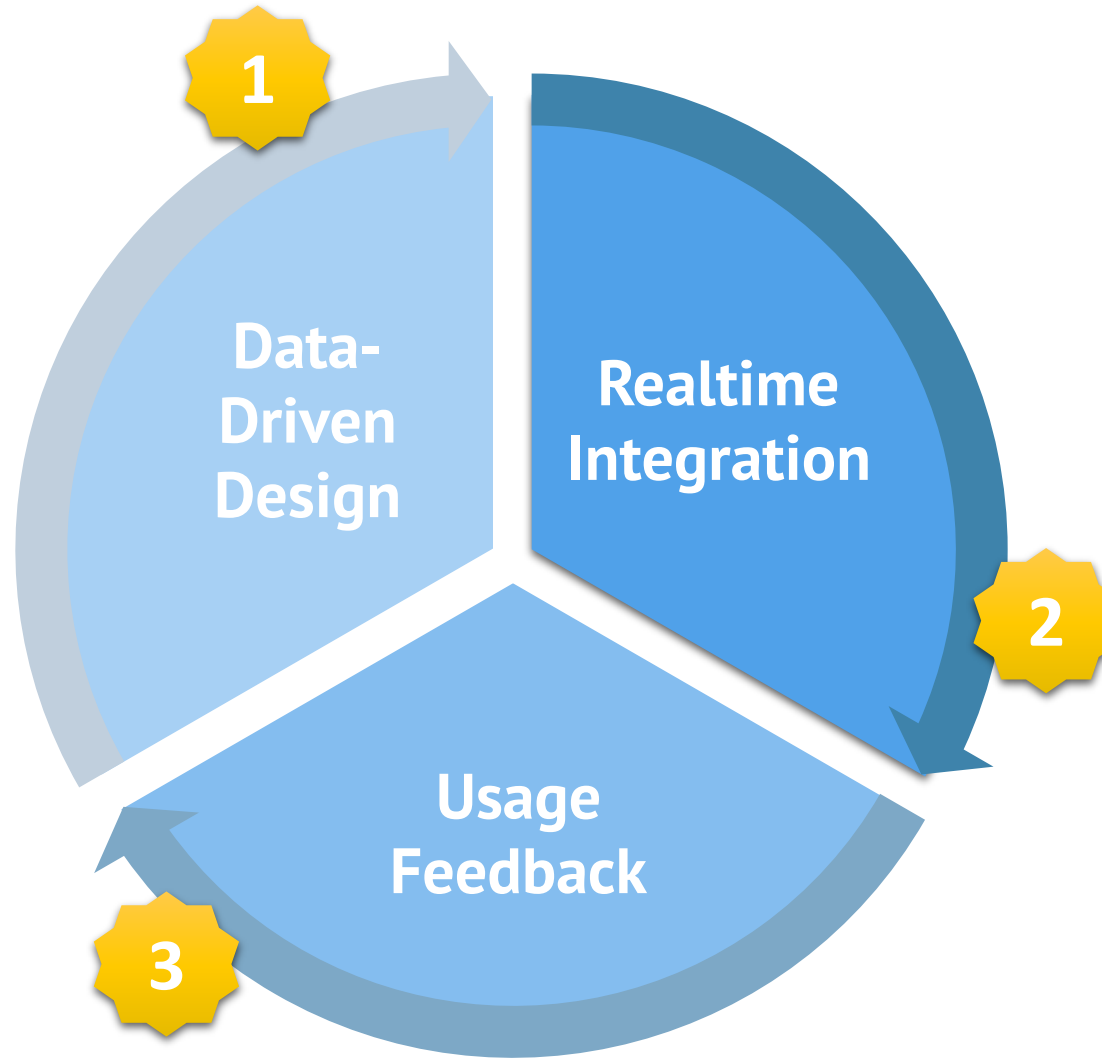 1
Data-
Driven
Design
Realtime
Integration
2
Usage
Feedback
3